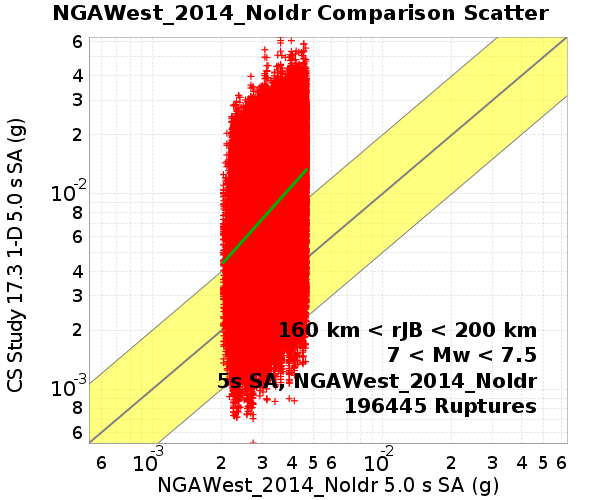 NGAWest_2014_NoIdr Comparison Scatter
CS Study 17.3 1-D 5.0 s SA (g)
6
4
3
2
10-2
8
6
4
3
2
10-3
8
6
160 km < rJB < 200 km
7 < Mw < 7.5
5s SA, NGAWest_2014_NoIdr
196445 Ruptures
6 8 10-3 2 3 4 5 6 8 10-2 2 3 4 5 6
NGAWest_2014_NoIdr 5.0 s SA (g)